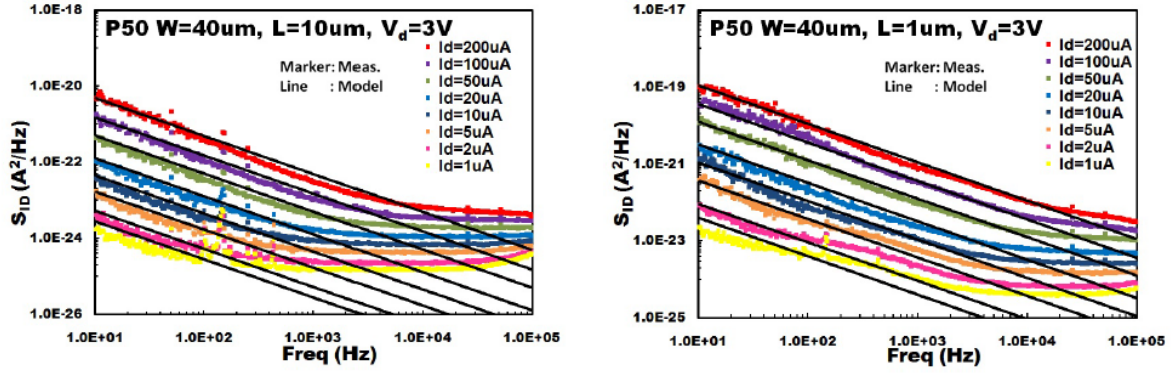 1.0E-18
P50 W=40um, L=10um, Vd=3V
Id=200uA
Id=100uA
Id=50uA
Id=20uA
Id=10uA
Id=5uA
Id=2uA
Id=1uA
Marker: Meas.
Line : Model
1.0E-20
1.0E-22
1.0E-24
1.0E-26
SID (A²/Hz)
1.0E+01 1.0E+02 1.0E+03 1.0E+04 1.0E+05
Freq (Hz)
1.0E-17
P50 W=40um, L=1um, Vd=3V
Id=200uA
Id=100uA
Id=50uA
Id=20uA
Id=10uA
Id=5uA
Id=2uA
Id=1uA
Marker: Meas.
Line : Model
1.0E-19
1.0E-21
1.0E-23
1.0E-25
SID (A²/Hz)
1.0E+01 1.0E+02 1.0E+03 1.0E+04 1.0E+05
Freq (Hz)